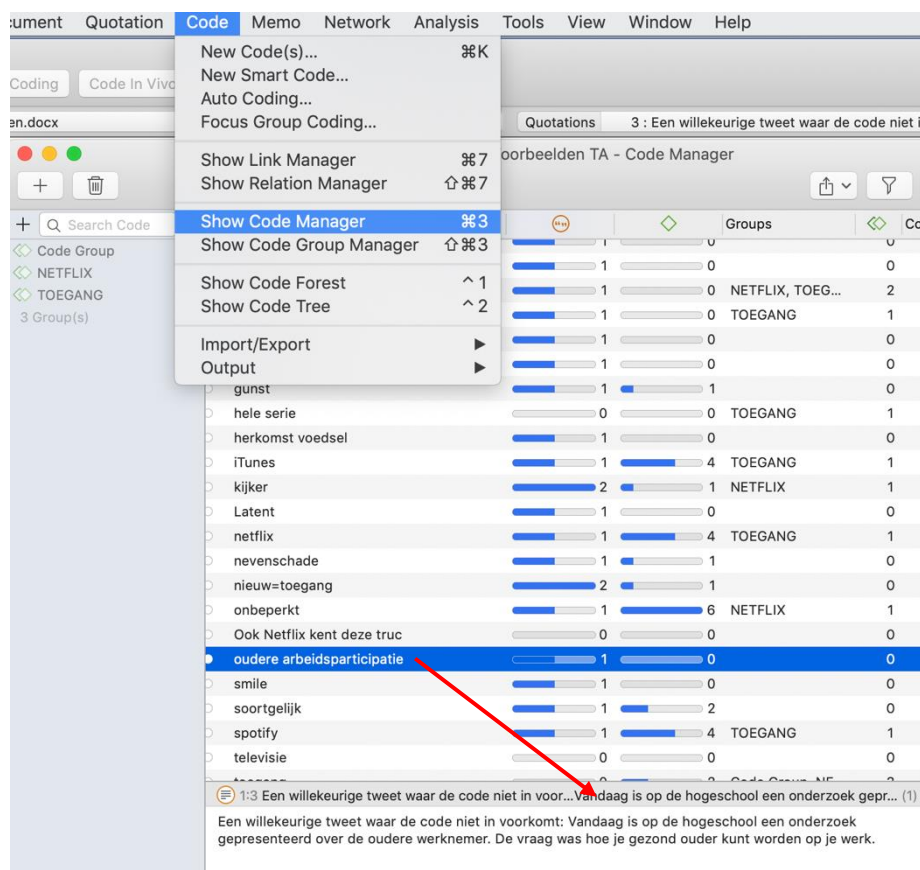 cument Quotation Code Memo Network Analysis Tools View Window Help
New Code(s)... ⌘K
New Smart Code...
Coding Code In Vivo
Auto Coding...
en.docx Focus Group Coding... Quotations 3 : Een willekeurige tweet waar de code niet i
oorbeelden TA - Code Manager
Show Link Manager ⌘7
Show Relation Manager ⇧⌘7
+ Search Code Show Code Manager ⌘3 Groups Co
Code Group Show Code Group Manager ⇧⌘3 1 0 0
NETFLIX 1 0 0
TOEGANG Show Code Forest ^1 1 0 NETFLIX, TOEG... 2
3 Group(s) Show Code Tree ^2 1 0 TOEGANG 1
Import/Export ▶ 1 0 0
Output ▶ 1 0 0
gunst 1 1 0
hele serie 0 0 TOEGANG 1
herkomst voedsel 1 0 0
iTunes 1 4 TOEGANG 1
kijker 2 1 NETFLIX 1
Latent 1 0 0
netflix 1 4 TOEGANG 1
nevenschade 1 1 0
nieuw=toegang 2 1 0
onbeperkt 1 6 NETFLIX 1
Ook Netflix kent deze truc 0 0 0
oudere arbeidsparticipatie 1 0 0
smile 1 0 0
soortgelijk 1 2 0
spotify 1 4 TOEGANG 1
televisie 0 0 0
1:3 Een willekeurige tweet waar de code niet in voor...Vandaag is op de hogeschool een onderzoek gepr... (1)
Een willekeurige tweet waar de code niet in voorkomt: Vandaag is op de hogeschool een onderzoek
gepresenteerd over de oudere werknemer. De vraag was hoe je gezond ouder kunt worden op je werk.